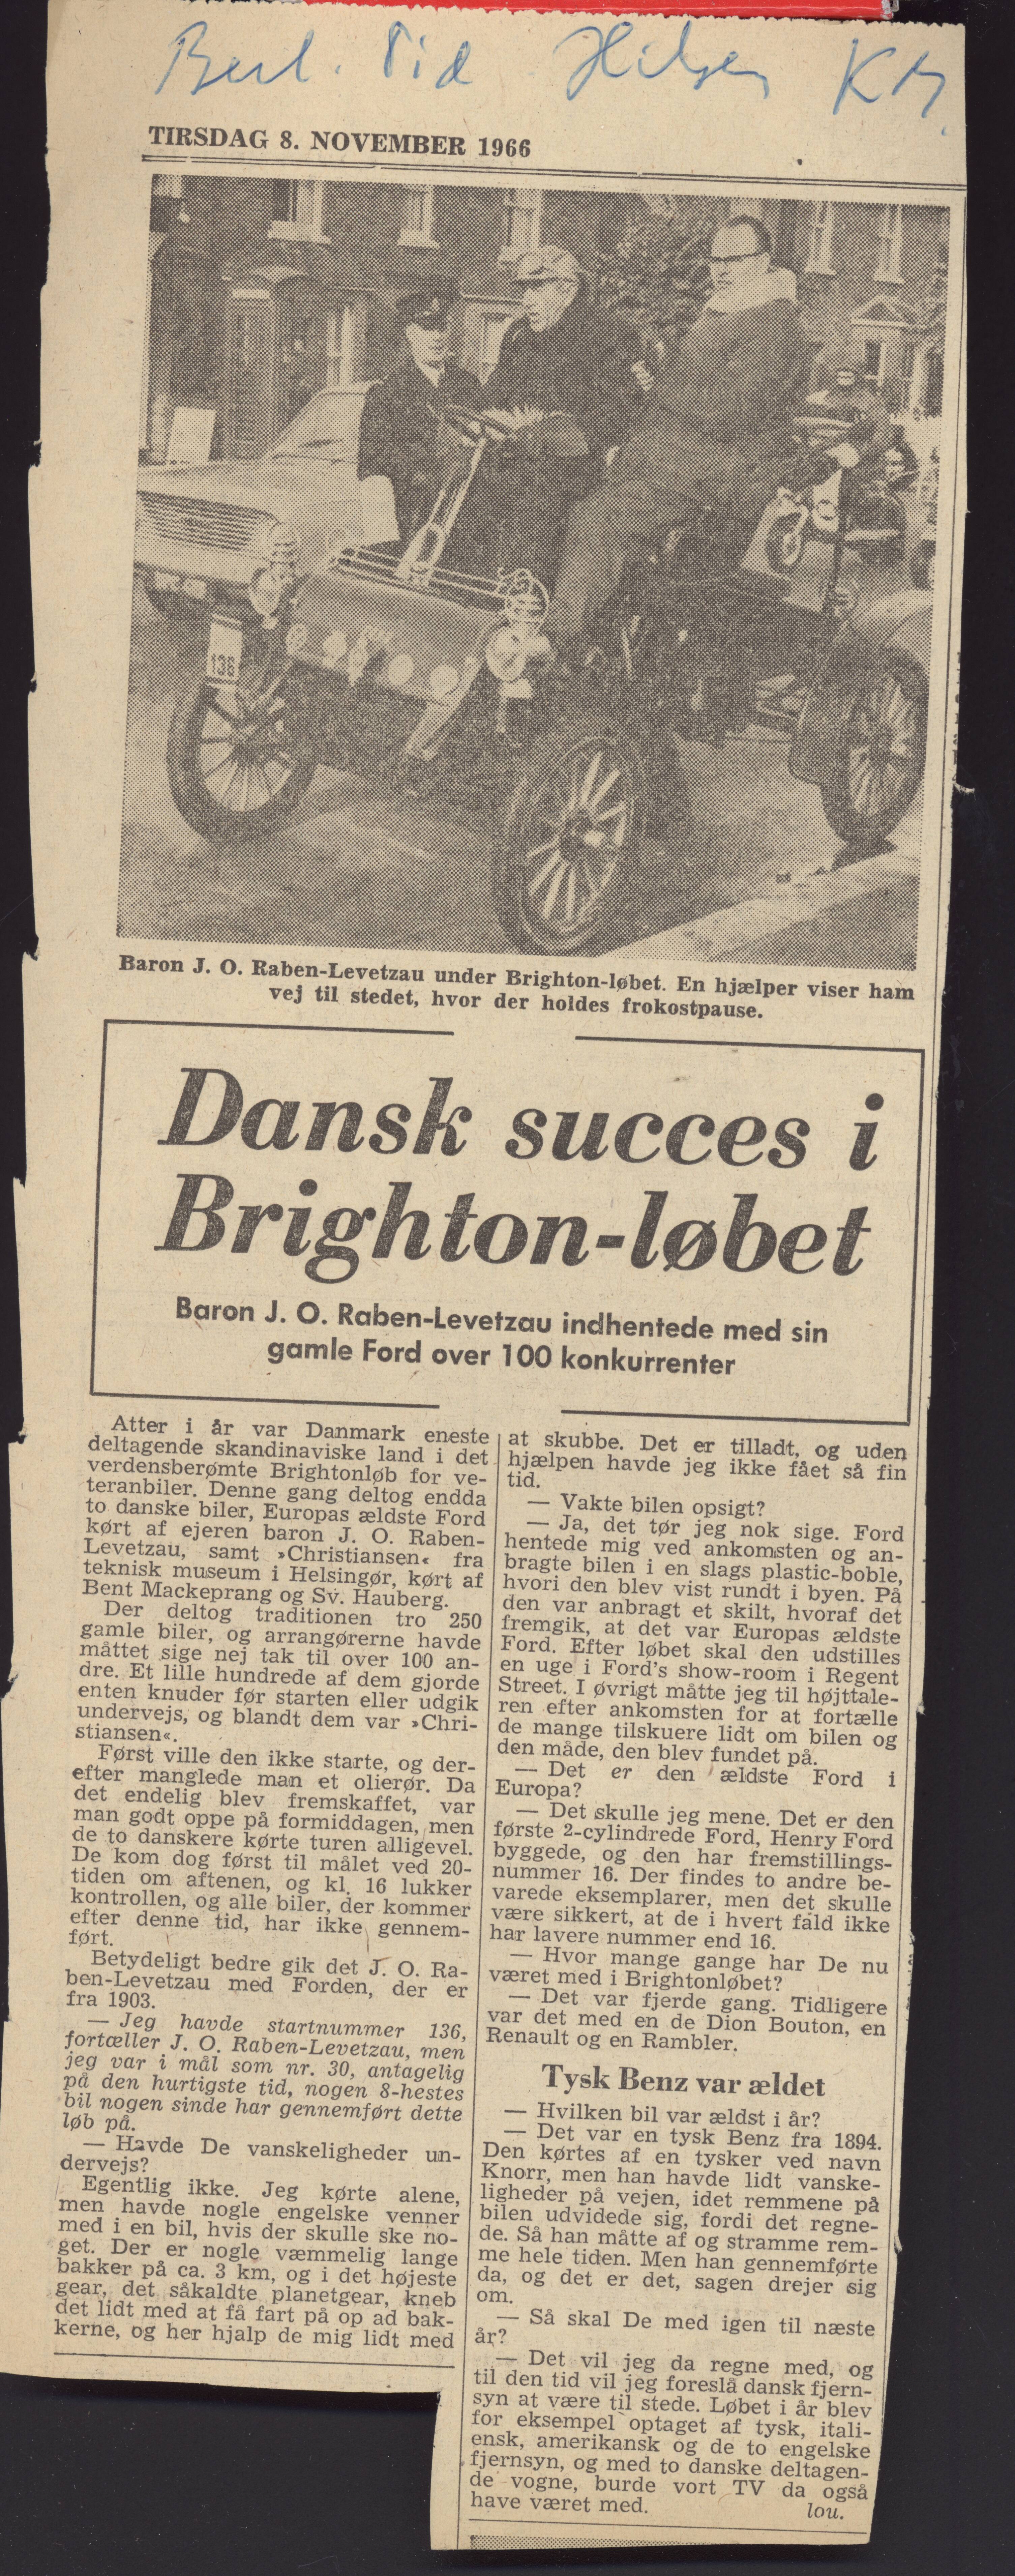 Berl. Tid Hilsen KM.
TIRSDAG 8. NOVEMBER 1966
136
Baron J. O. Raben-Levetzau under Brighton-løbet. En hjælper viser ham
vej til stedet, hvor der holdes frokostpause.
Dansk succes i
Brighton-løbet
Baron J. O. Raben-Levetzau indhentede med sin
gamle Ford over 100 konkurrenter
Atter i år var Danmark eneste
deltagende skandinaviske land i det
verdensberømte Brightonløb for ve-
teranbiler. Denne gang deltog endda
to danske biler, Europas ældste Ford
kørt af ejeren baron J. O. Raben-
Levetzau, samt »Christiansen« fra
teknisk museum i Helsingør, kørt af
Bent Mackeprang og Sv. Hauberg.
Der deltog traditionen tro 250
gamle biler, og arrangørerne havde
måttet sige nej tak til over 100 an-
dre. Et lille hundrede af dem gjorde
enten knuder før starten eller udgik
undervejs, og blandt dem var »Chri-
stiansen«.
Først ville den ikke starte, og der-
efter manglede man et olierør. Da
det endelig blev fremskaffet, var
man godt oppe på formiddagen, men
de to danskere kørte turen alligevel.
De kom dog først til målet ved 20-
tiden om aftenen, og kl. 16 lukker
kontrollen, og alle biler, der kommer
efter denne tid, har ikke gennem-
ført.
Betydeligt bedre gik det J. O. Ra-
ben-Levetzau med Forden, der er
fra 1903.
— Jeg havde startnummer 136,
fortæller J. O. Raben-Levetzau, men
jeg var i mål som nr. 30, antagelig
på den hurtigste tid, nogen 8-hestes
bil nogen sinde har gennemført dette
løb på.
— Havde De vanskeligheder un-
dervejs?
Egentlig ikke. Jeg kørte alene,
men havde nogle engelske venner
med i en bil, hvis der skulle ske no-
get. Der er nogle væmmelig lange
bakker på ca. 3 km, og i det højeste
gear, det såkaldte planetgear, kneb
det lidt med at få fart på op ad bak-
kerne, og her hjalp de mig lidt med
at skubbe. Det er tilladt, og uden
hjælpen havde jeg ikke fået så fin
tid.
— Vakte bilen opsigt?
— Ja, det tør jeg nok sige. Ford
hentede mig ved ankomsten og an-
bragte bilen i en slags plastic-boble,
hvori den blev vist rundt i byen. På
den var anbragt et skilt, hvoraf det
fremgik, at det var Europas ældste
Ford. Efter løbet skal den udstilles
en uge i Ford's show-room i Regent
Street. I øvrigt måtte jeg til højttale-
ren efter ankomsten for at fortælle
de mange tilskuere lidt om bilen og
den måde, den blev fundet på.
— Det er den ældste Ford i
Europa?
— Det skulle jeg mene. Det er den
første 2-cylindrede Ford, Henry Ford
byggede, og den har fremstillings-
nummer 16. Der findes to andre be-
varede eksemplarer, men det skulle
være sikkert, at de i hvert fald ikke
har lavere nummer end 16.
— Hvor mange gange har De nu
været med i Brightonløbet?
— Det var fjerde gang. Tidligere
var det med en de Dion Bouton, en
Renault og en Rambler.
Tysk Benz var ældet
— Hvilken bil var ældst i år?
— Det var en tysk Benz fra 1894.
Den kørtes af en tysker ved navn
Knorr, men han havde lidt vanske-
ligheder på vejen, idet remmene på
bilen udvidede sig, fordi det regne-
de. Så han måtte af og stramme rem-
me hele tiden. Men han gennemførte
da, og det er det, sagen drejer sig
om.
— Så skal De med igen til næste
år?
— Det vil jeg da regne med, og
til den tid vil jeg foreslå dansk fjern-
syn at være til stede. Løbet i år blev
for eksempel optaget af tysk, itali-
ensk, amerikansk og de to engelske
fjernsyn, og med to danske deltagen-
de vogne, burde vort TV da også
have været med. lou.